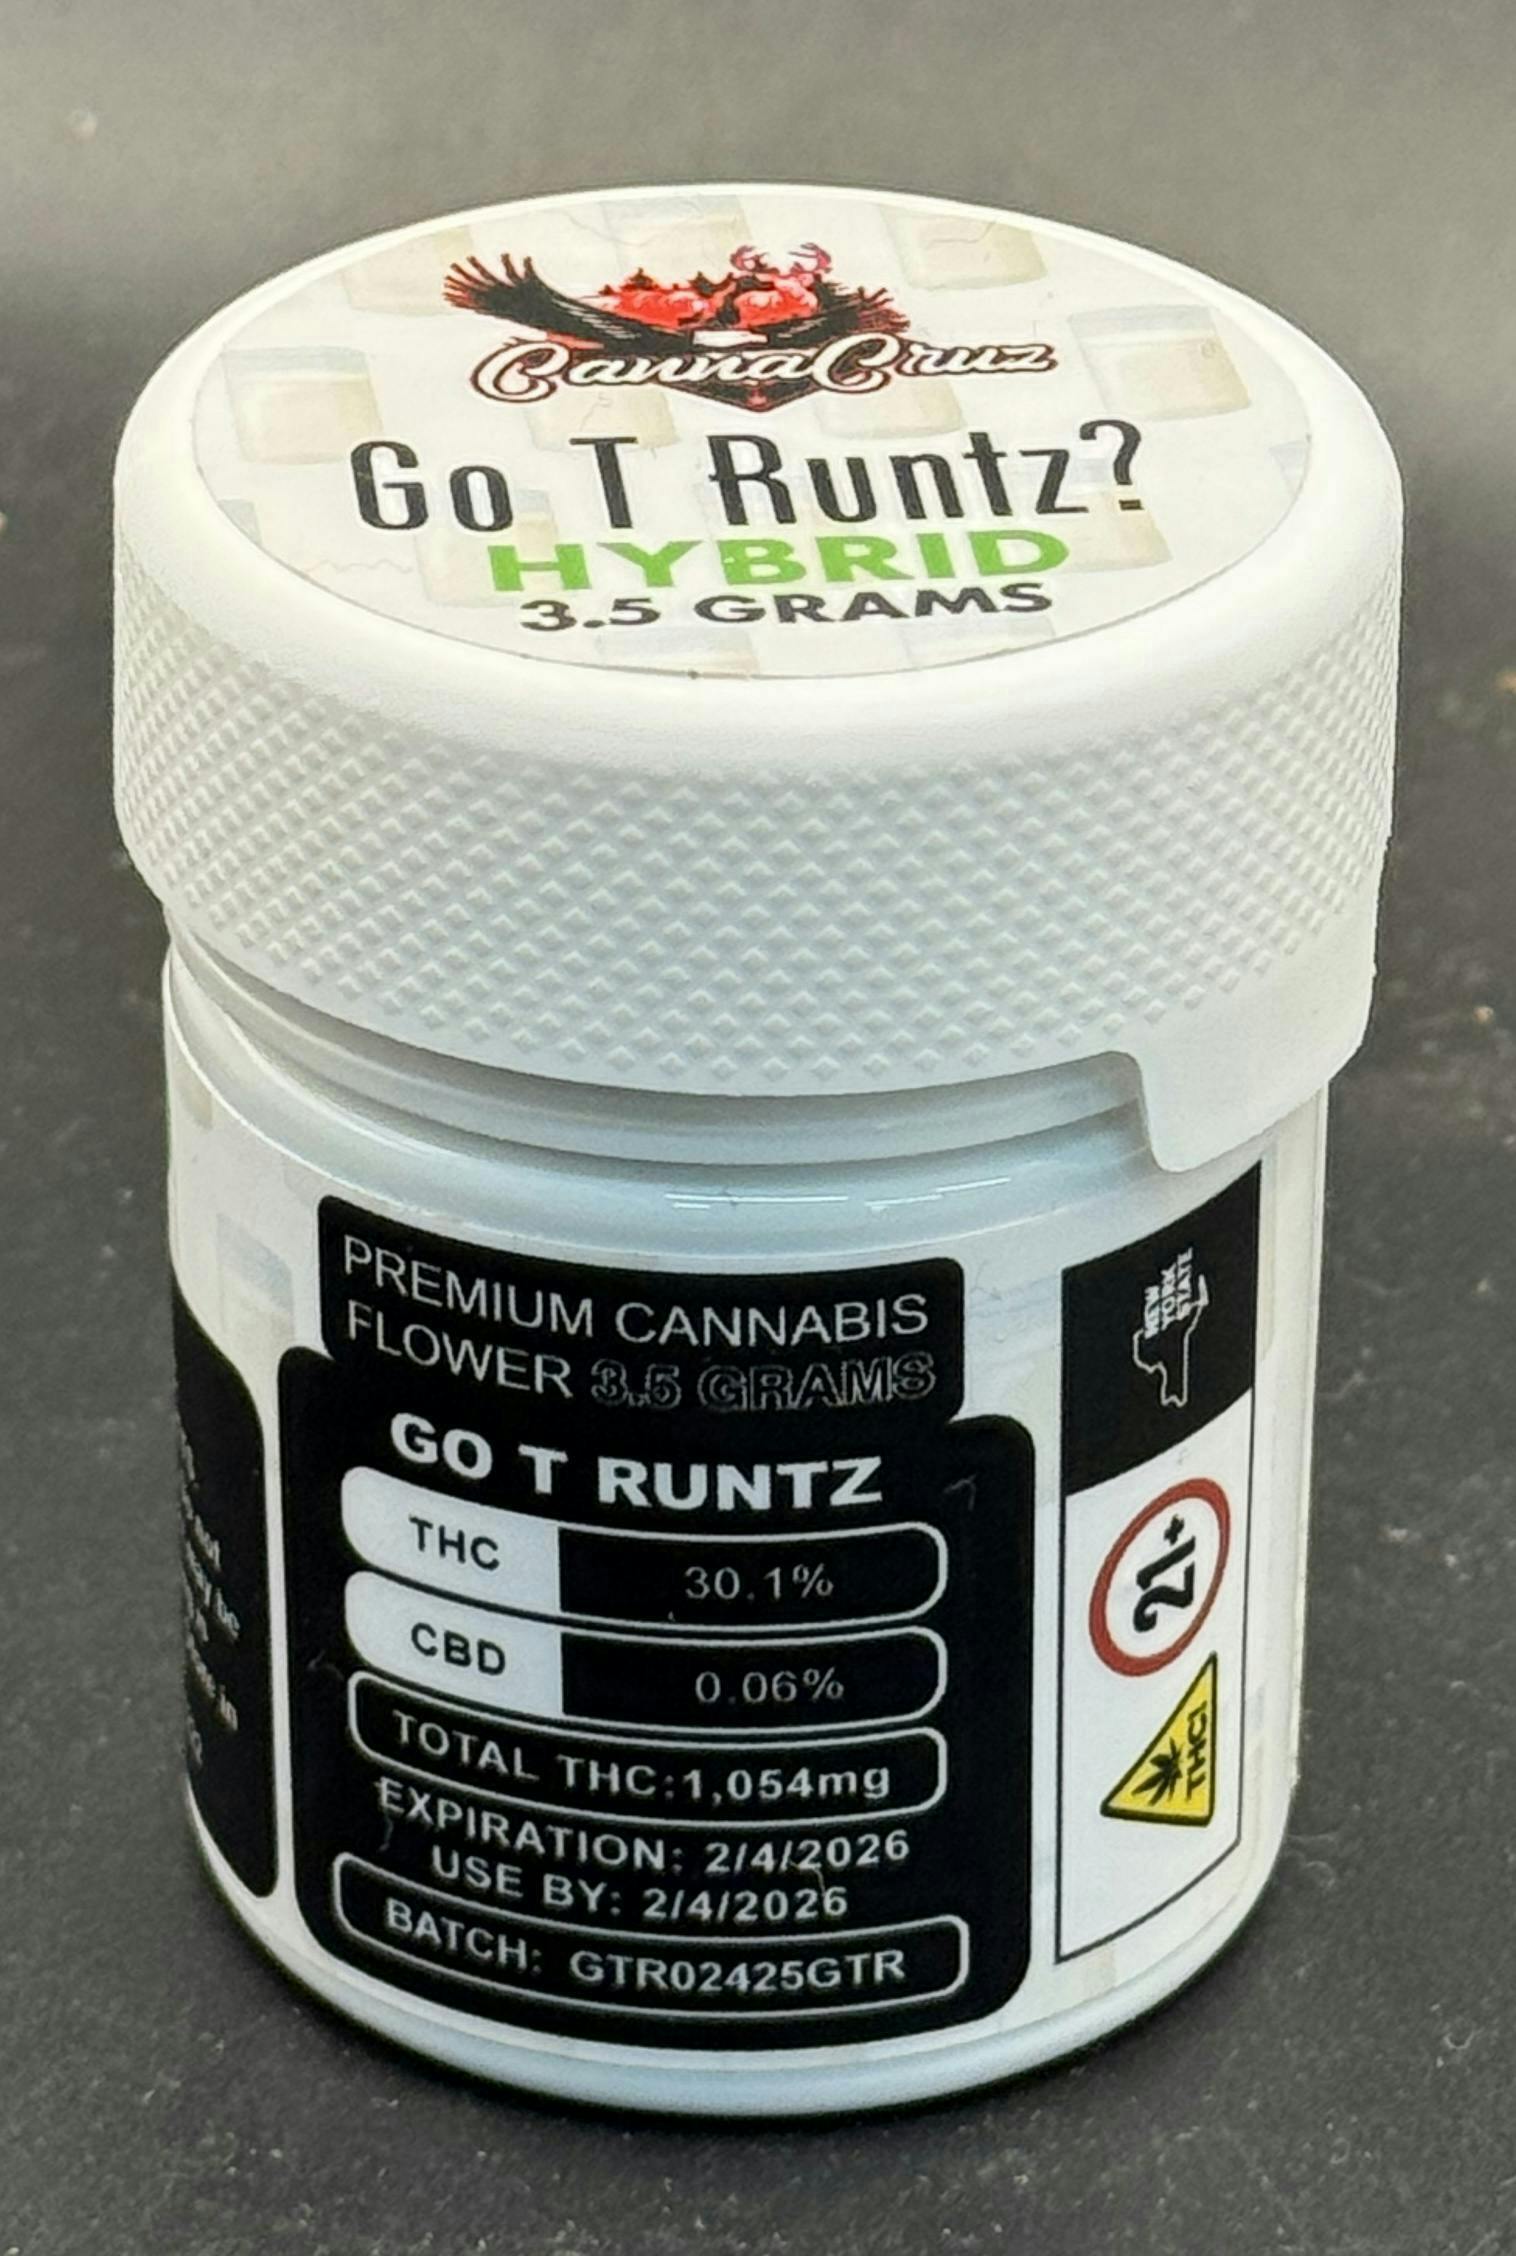 CannaCruz
Go T Runtz?
HYBRID
3.5 GRAMS
PREMIUM CANNABIS
FLOWER 3.5 GRAMS
GO T RUNTZ
THC 30.1%
CBD 0.06%
TOTAL THC:1,054mg
EXPIRATION: 2/4/2026
USE BY: 2/4/2026
BATCH: GTR02425GTR
NEW
YORK
STATE
21+
THC!